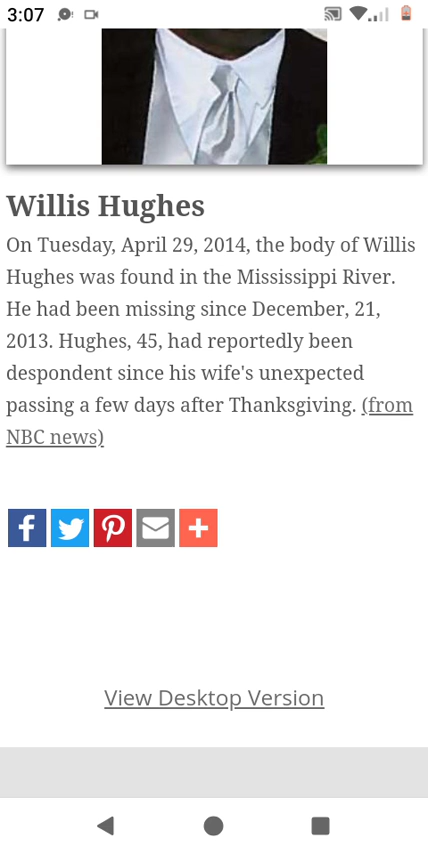 3:07
Willis Hughes
On Tuesday, April 29, 2014, the body of Willis
Hughes was found in the Mississippi River.
He had been missing since December, 21,
2013. Hughes, 45, had reportedly been
despondent since his wife's unexpected
passing a few days after Thanksgiving. (from
NBC news)
View Desktop Version